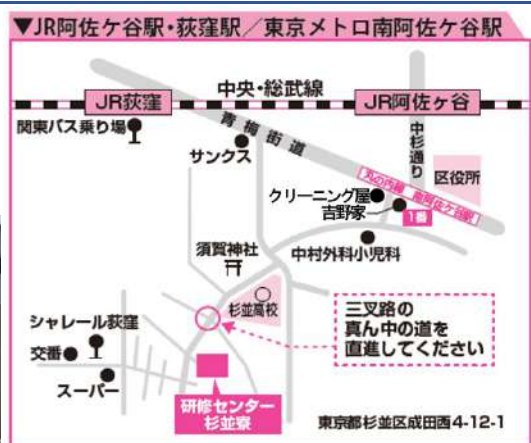 ▼JR阿佐ケ谷駅・荻窪駅／東京メトロ南阿佐ケ谷駅
中央・総武線
JR荻窪
JR阿佐ヶ谷
関東バス乗り場
青梅街道
サンクス
中杉通り
区役所
丸の内線 南阿佐ケ谷駅
クリーニング屋
吉野家
1番
中村外科小児科
須賀神社
杉並高校
三叉路の
真ん中の道を
直進してください
シャレール荻窪
交番
スーパー
研修センター
杉並寮
東京都杉並区成田西4-12-1